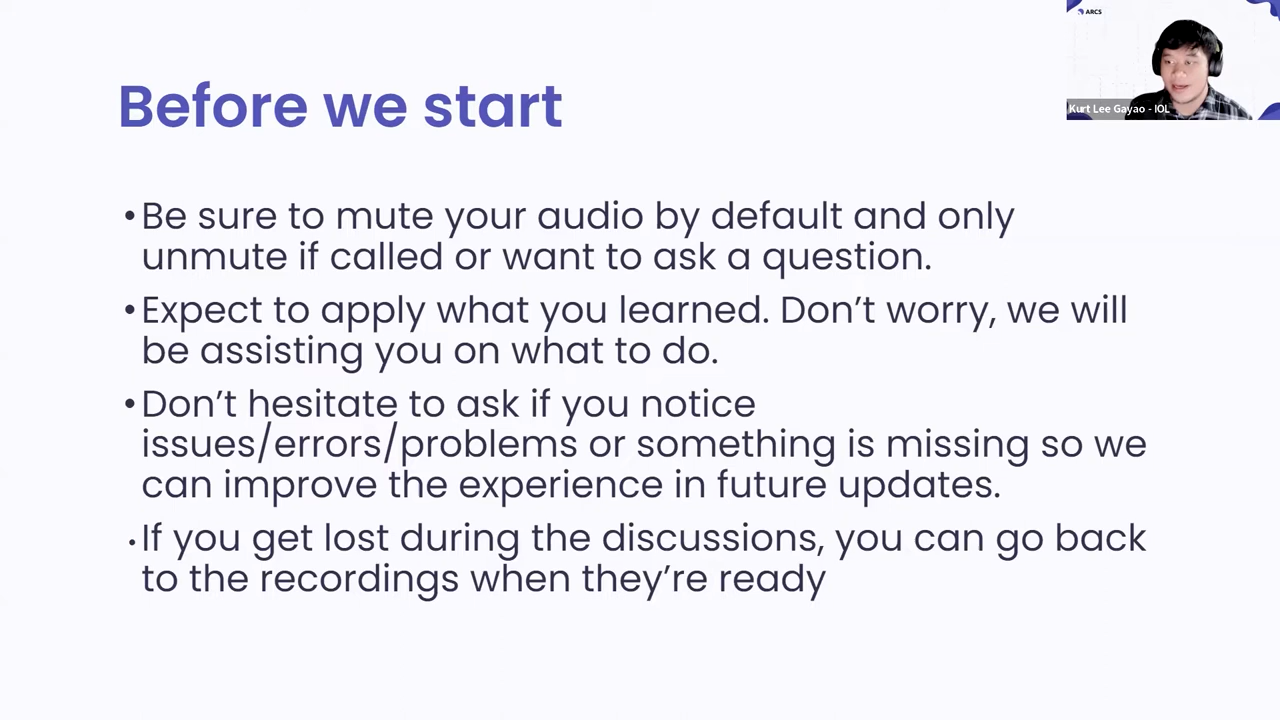 ARCS
Kurt Lee Gayao - IOL
Before we start
•Be sure to mute your audio by default and only
unmute if called or want to ask a question.
•Expect to apply what you learned. Don’t worry, we will
be assisting you on what to do.
•Don’t hesitate to ask if you notice
issues/errors/problems or something is missing so we
can improve the experience in future updates.
•If you get lost during the discussions, you can go back
to the recordings when they’re ready